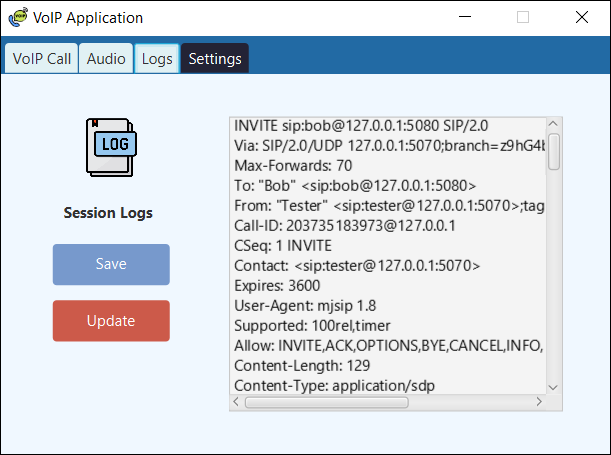 VOIP
VoIP Application
VoIP Call
Audio
Logs
Settings
LOG
Session Logs
Save
Update
INVITE sip:bob@127.0.0.1:5080 SIP/2.0
Via: SIP/2.0/UDP 127.0.0.1:5070;branch=z9hG4b
Max-Forwards: 70
To: "Bob" <sip:bob@127.0.0.1:5080>
From: "Tester" <sip:tester@127.0.0.1:5070>;tag
Call-ID: 203735183973@127.0.0.1
CSeq: 1 INVITE
Contact: <sip:tester@127.0.0.1:5070>
Expires: 3600
User-Agent: mjsip 1.8
Supported: 100rel,timer
Allow: INVITE,ACK,OPTIONS,BYE,CANCEL,INFO,
Content-Length: 129
Content-Type: application/sdp